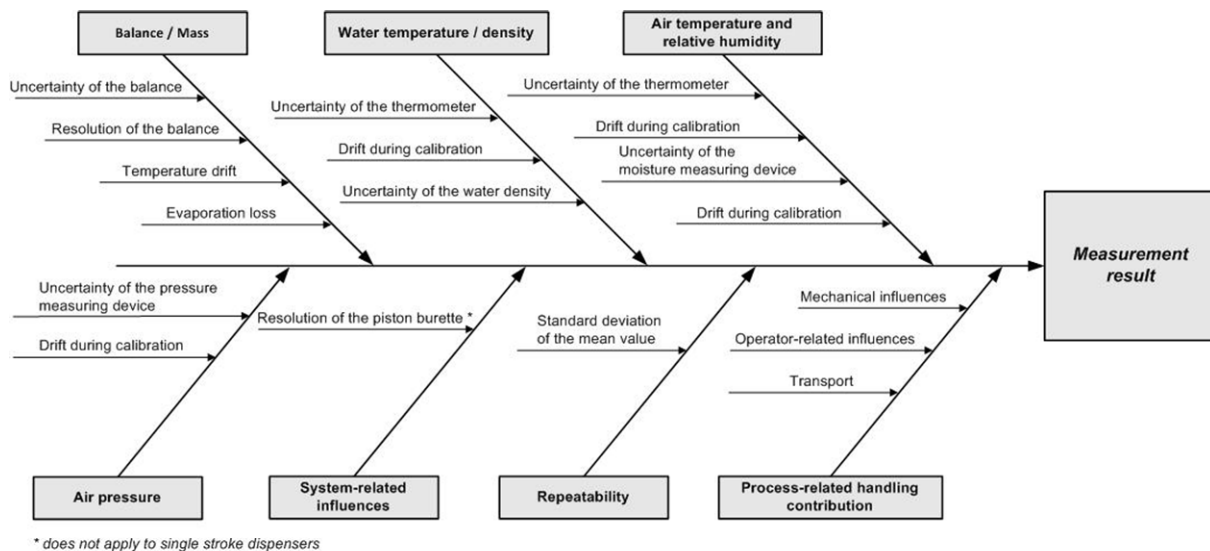 Balance / Mass
Water temperature / density
Air temperature and
relative humidity
Uncertainty of the balance
Resolution of the balance
Temperature drift
Evaporation loss
Uncertainty of the thermometer
Drift during calibration
Uncertainty of the water density
Uncertainty of the thermometer
Drift during calibration
Uncertainty of the
moisture measuring device
Drift during calibration
Measurement
result
Uncertainty of the pressure
measuring device
Drift during calibration
Resolution of the piston burette *
Standard deviation
of the mean value
Mechanical influences
Operator-related influences
Transport
Air pressure
System-related
influences
Repeatability
Process-related handling
contribution
* does not apply to single stroke dispensers